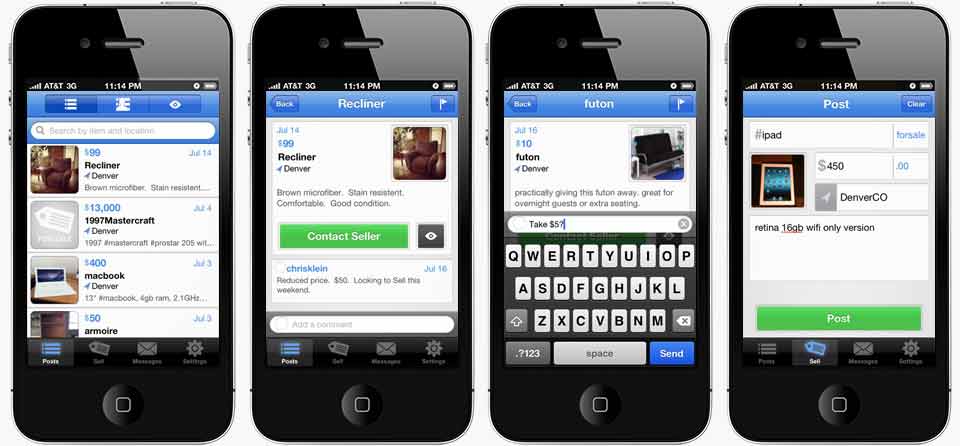 AT&T 3G 11:14 PM
Search by item and location
$99 Jul 14
Recliner
Denver
Brown microfiber. Stain resistent....
$13,000 Jul 4
1997Mastercraft
Denver
1997 #mastercraft #prostar 205 wit...
FOR SALE
$400 Jul 3
macbook
Denver
13" #macbook, 4gb ram, 2.1GHz...
$50 Jul 3
armoire
Posts Sell Messages Settings
AT&T 3G 11:14 PM
Back Recliner
Jul 14
$99
Recliner
Denver
Brown microfiber. Stain resistent.
Comfortable. Good condition.
Contact Seller
chrisklein Jul 16
Reduced price. $50. Looking to Sell this
weekend.
Add a comment
Posts Sell Messages Settings
AT&T 3G 11:14 PM
Back futon
Jul 16
$10
futon
Denver
practically giving this futon away. great for
overnight guests or extra seating.
Take $5?
Contact Seller
Q W E R T Y U I O P
A S D F G H J K L
Z X C V B N M
.?123 space Send
AT&T 3G 11:14 PM
Post Clear
#ipad forsale
$450 .00
DenverCO
retina 16gb wifi only version
Post
Posts Sell Messages Settings